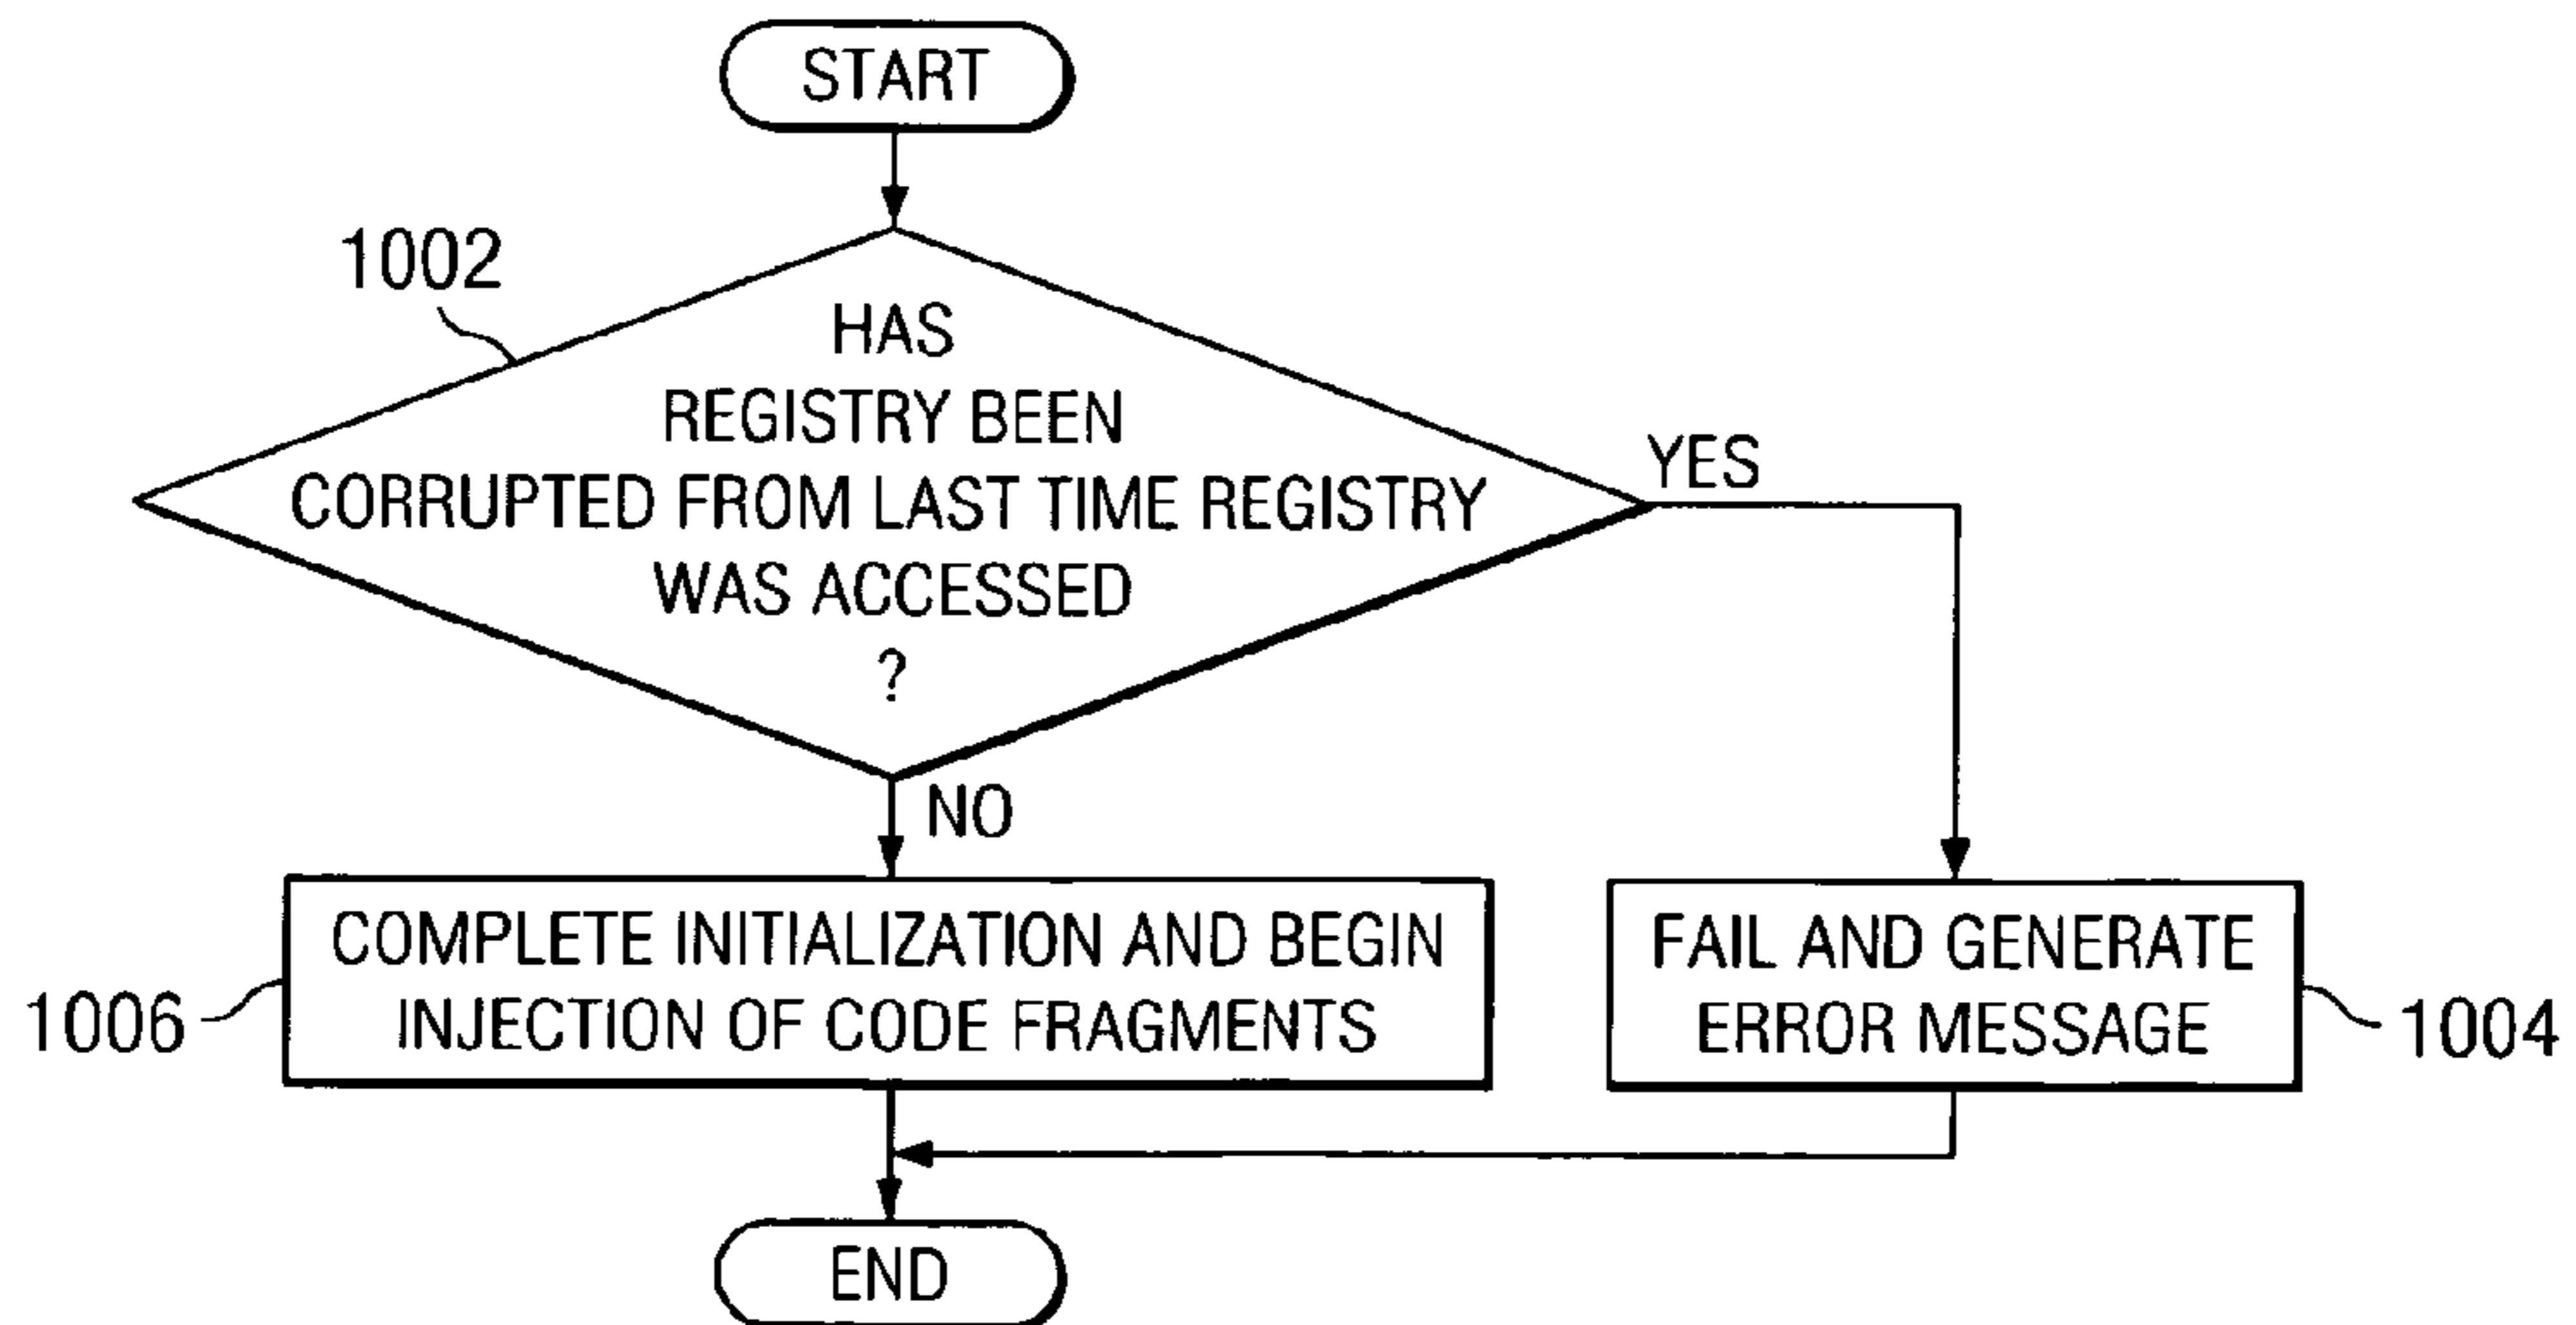 START
1002
HAS
REGISTRY BEEN
CORRUPTED FROM LAST TIME REGISTRY
WAS ACCESSED
?
YES
NO
COMPLETE INITIALIZATION AND BEGIN
INJECTION OF CODE FRAGMENTS
1006
FAIL AND GENERATE
ERROR MESSAGE
1004
END